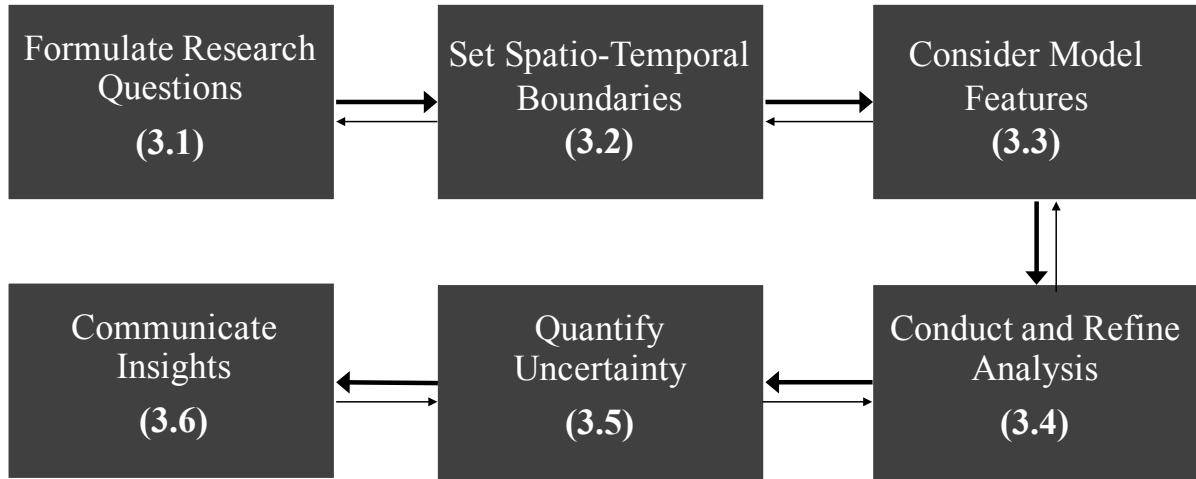 Formulate Research
Questions
(3.1)
Set Spatio-Temporal
Boundaries
(3.2)
Consider Model
Features
(3.3)
Communicate
Insights
(3.6)
Quantify
Uncertainty
(3.5)
Conduct and Refine
Analysis
(3.4)